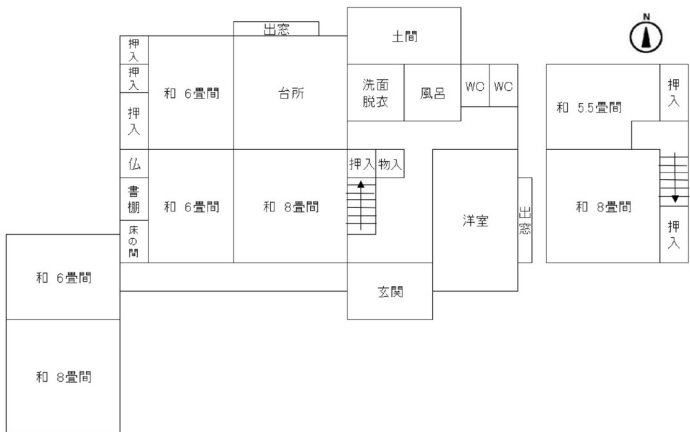 N
出窓
土間
押入
押入
押入
和 6畳間
台所
洗面
脱衣
風呂
WC
WC
仏
書棚
床の間
和 6畳間
和 8畳間
押入
物入
洋室
出窓
玄関
和 6畳間
和 8畳間
和 5.5畳間
押入
和 8畳間
押入